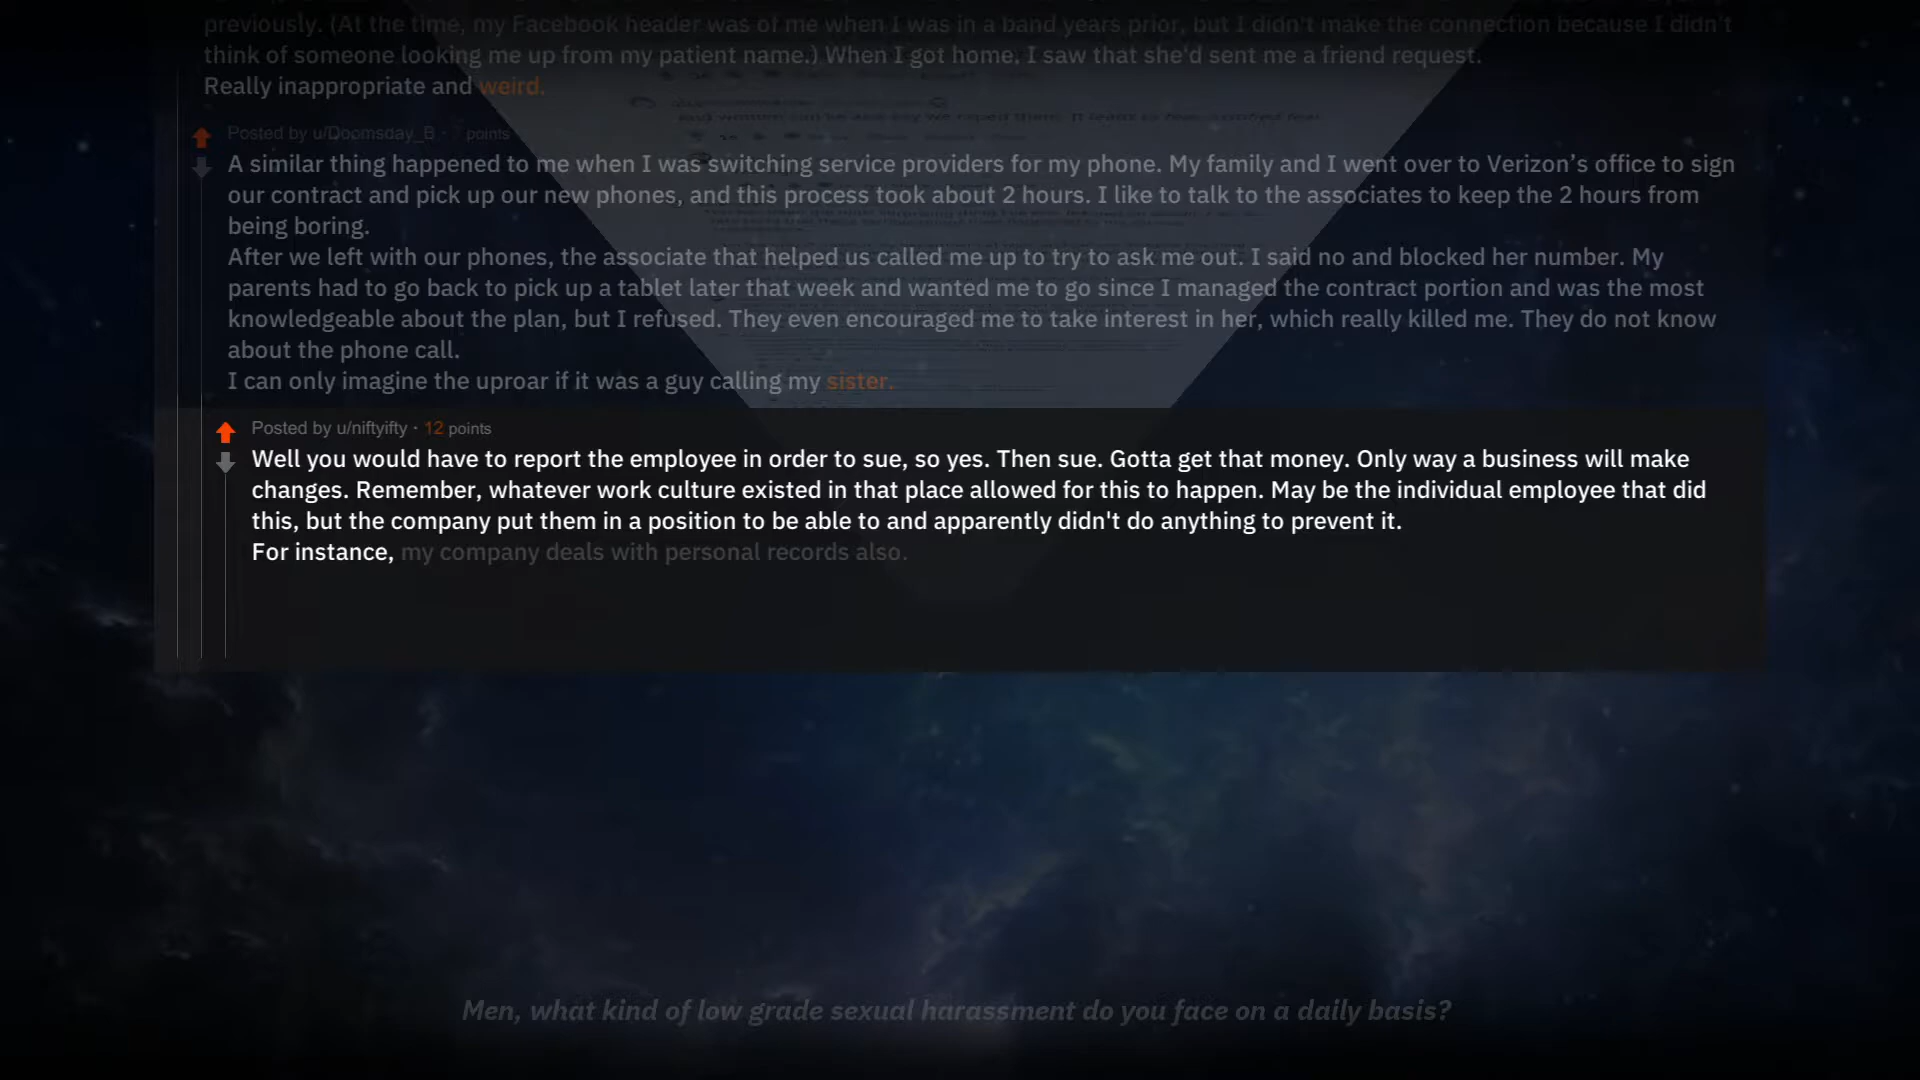 previously. (At the time, my Facebook header was of me when I was in a band years prior, but I didn't make the connection because I didn't
think of someone looking me up from my patient name.) When I got home, I saw that she'd sent me a friend request.
Really inappropriate and weird.
Posted by u/Doomsday_B · 7 points
A similar thing happened to me when I was switching service providers for my phone. My family and I went over to Verizon’s office to sign
our contract and pick up our new phones, and this process took about 2 hours. I like to talk to the associates to keep the 2 hours from
being boring.
After we left with our phones, the associate that helped us called me up to try to ask me out. I said no and blocked her number. My
parents had to go back to pick up a tablet later that week and wanted me to go since I managed the contract portion and was the most
knowledgeable about the plan, but I refused. They even encouraged me to take interest in her, which really killed me. They do not know
about the phone call.
I can only imagine the uproar if it was a guy calling my sister.
Posted by u/niftyifty · 12 points
Well you would have to report the employee in order to sue, so yes. Then sue. Gotta get that money. Only way a business will make
changes. Remember, whatever work culture existed in that place allowed for this to happen. May be the individual employee that did
this, but the company put them in a position to be able to and apparently didn't do anything to prevent it.
For instance, my company deals with personal records also.
Men, what kind of low grade sexual harassment do you face on a daily basis?